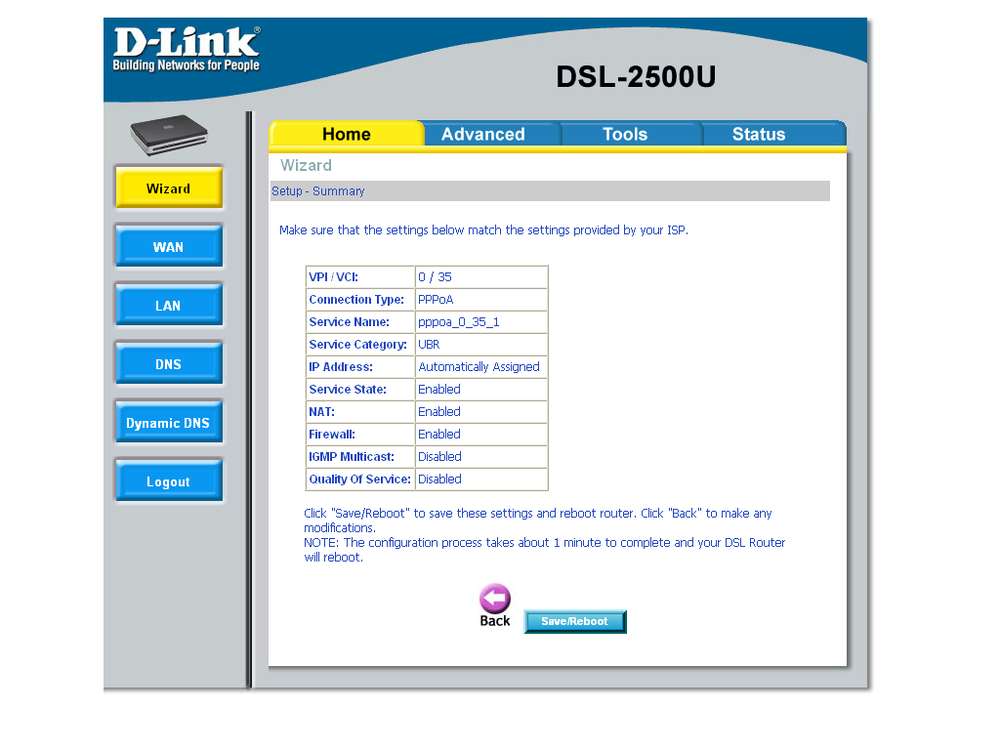 D-Link®
Building Networks for People
DSL-2500U
Home Advanced Tools Status
Wizard
WAN
LAN
DNS
Dynamic DNS
Logout
Wizard
Setup - Summary
Make sure that the settings below match the settings provided by your ISP.
VPI / VCI: 0 / 35
Connection Type: PPPoA
Service Name: pppoa_0_35_1
Service Category: UBR
IP Address: Automatically Assigned
Service State: Enabled
NAT: Enabled
Firewall: Enabled
IGMP Multicast: Disabled
Quality Of Service: Disabled
Click "Save/Reboot" to save these settings and reboot router. Click "Back" to make any
modifications.
NOTE: The configuration process takes about 1 minute to complete and your DSL Router
will reboot.
Back
Save/Reboot